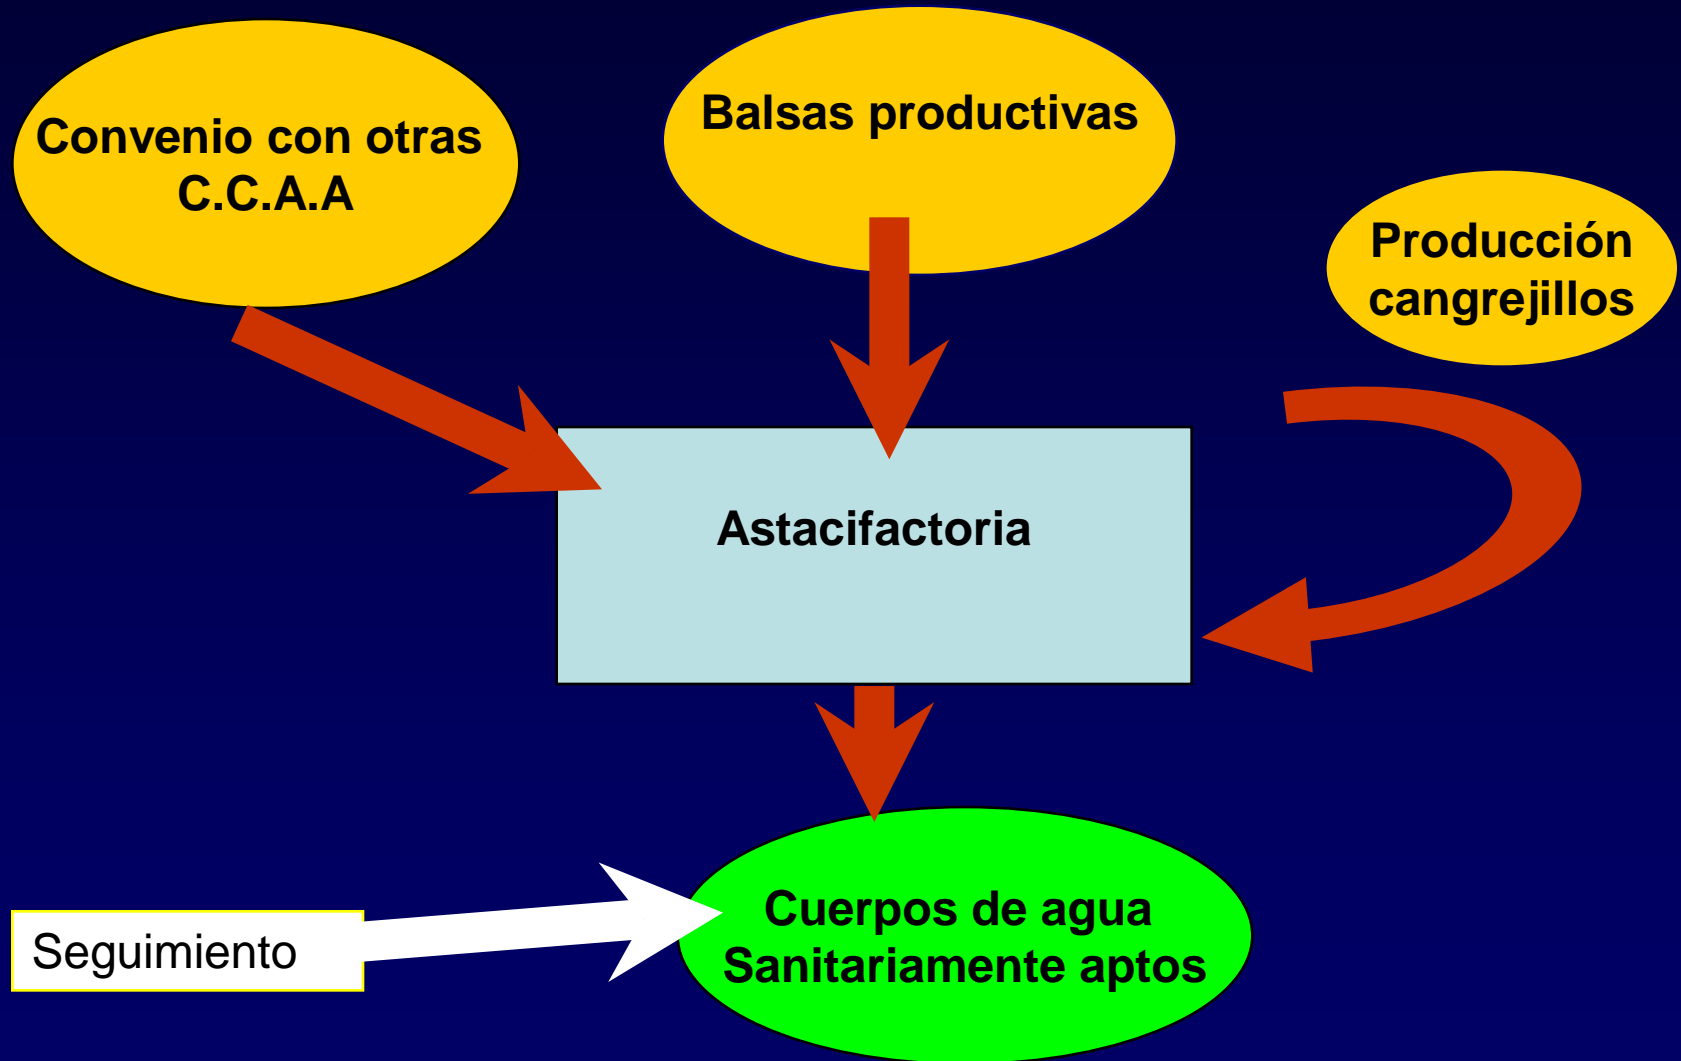 Convenio con otras
C.C.A.A
Balsas productivas
Producción
cangrejillos
Astacifactoria
Seguimiento
Cuerpos de agua
Sanitariamente aptos